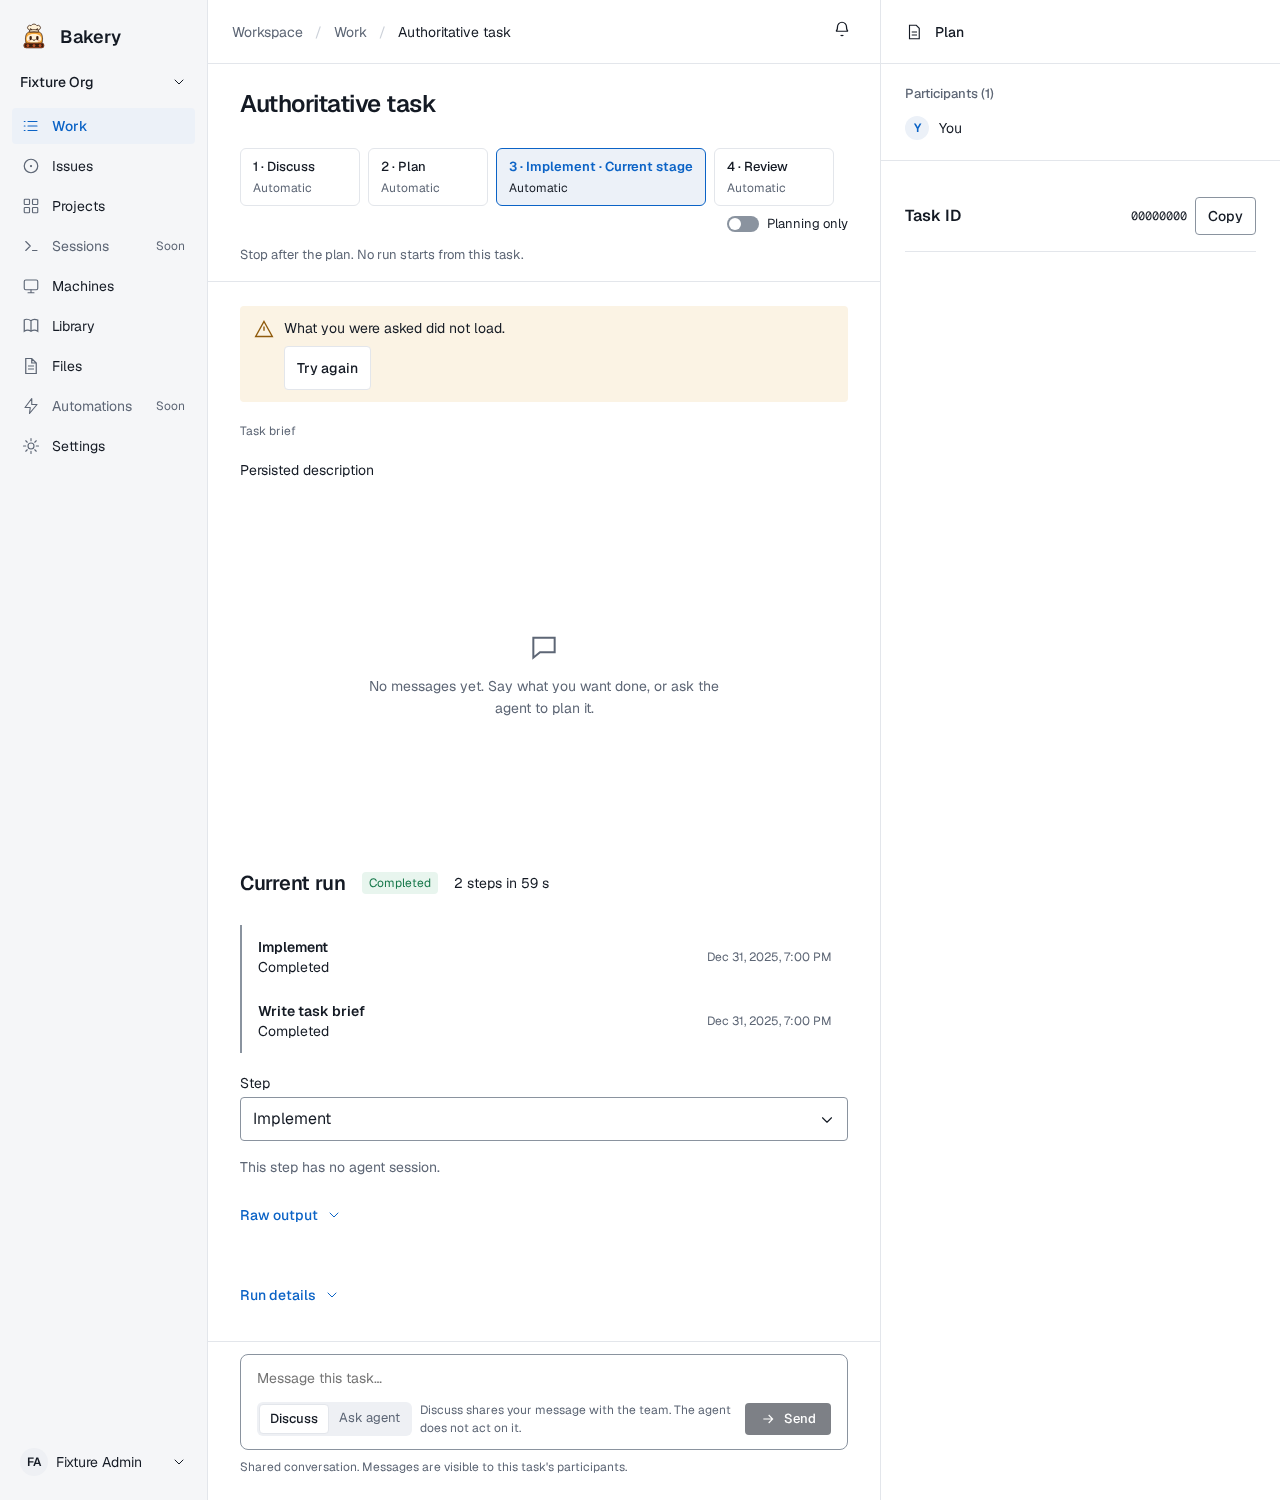 Bakery
Fixture Org
Work
Issues
Projects
Sessions Soon
Machines
Library
Files
Automations Soon
Settings
FA Fixture Admin
Workspace / Work / Authoritative task
Authoritative task
1 · Discuss
Automatic
2 · Plan
Automatic
3 · Implement · Current stage
Automatic
4 · Review
Automatic
Planning only
Stop after the plan. No run starts from this task.
What you were asked did not load.
Try again
Task brief
Persisted description
No messages yet. Say what you want done, or ask the
agent to plan it.
Current run Completed 2 steps in 59 s
Implement
Completed
Dec 31, 2025, 7:00 PM
Write task brief
Completed
Dec 31, 2025, 7:00 PM
Step
Implement
This step has no agent session.
Raw output
Run details
Message this task...
Discuss Ask agent
Discuss shares your message with the team. The agent
does not act on it.
Send
Shared conversation. Messages are visible to this task's participants.
Plan
Participants (1)
Y You
Task ID 00000000 Copy